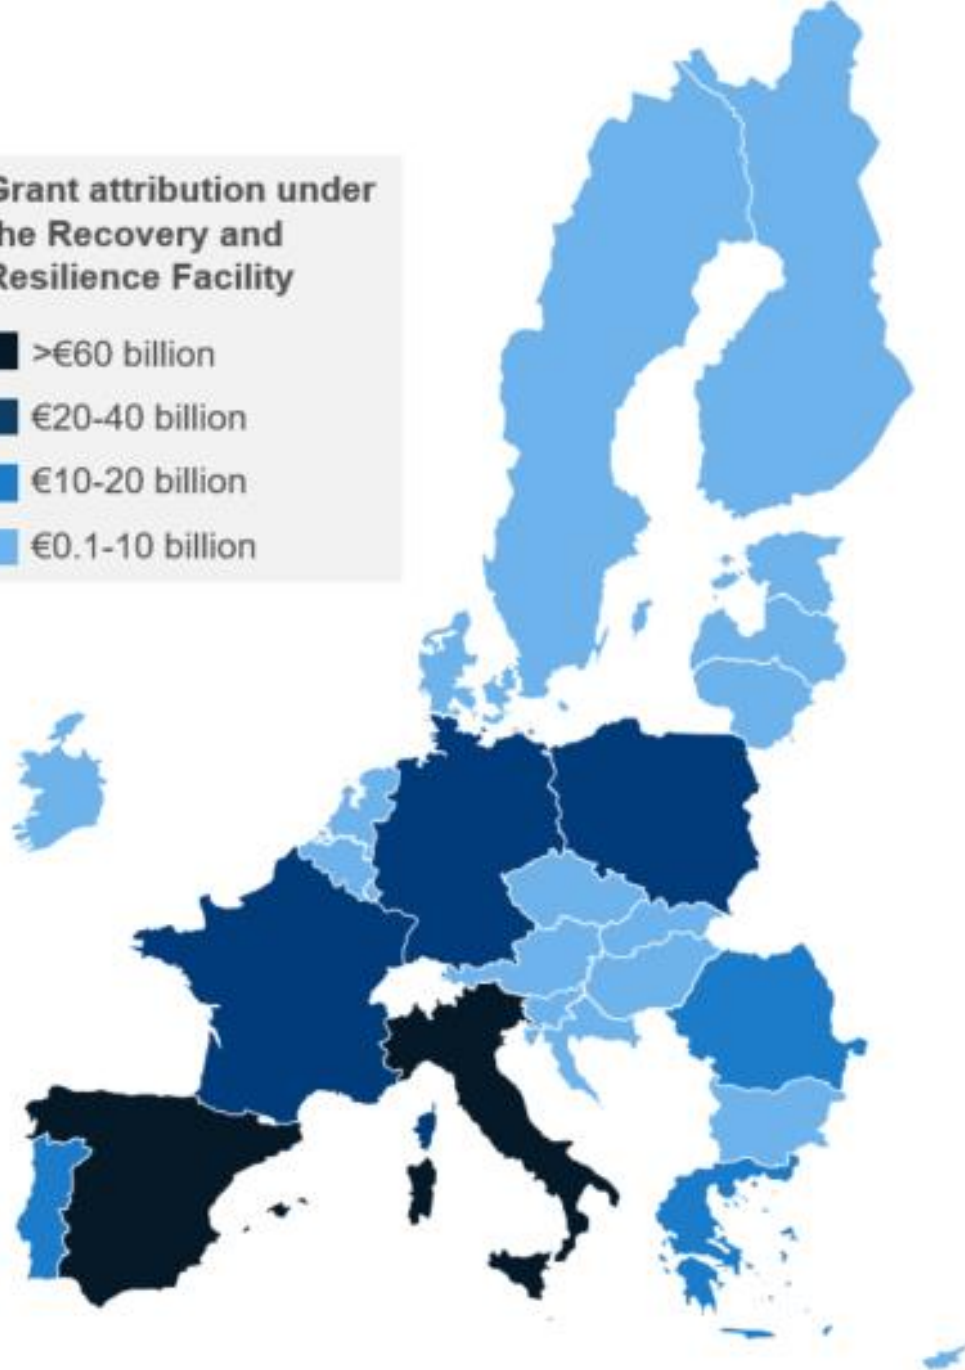 Grant attribution under
the Recovery and
Resilience Facility
>€60 billion
€20-40 billion
€10-20 billion
€0.1-10 billion